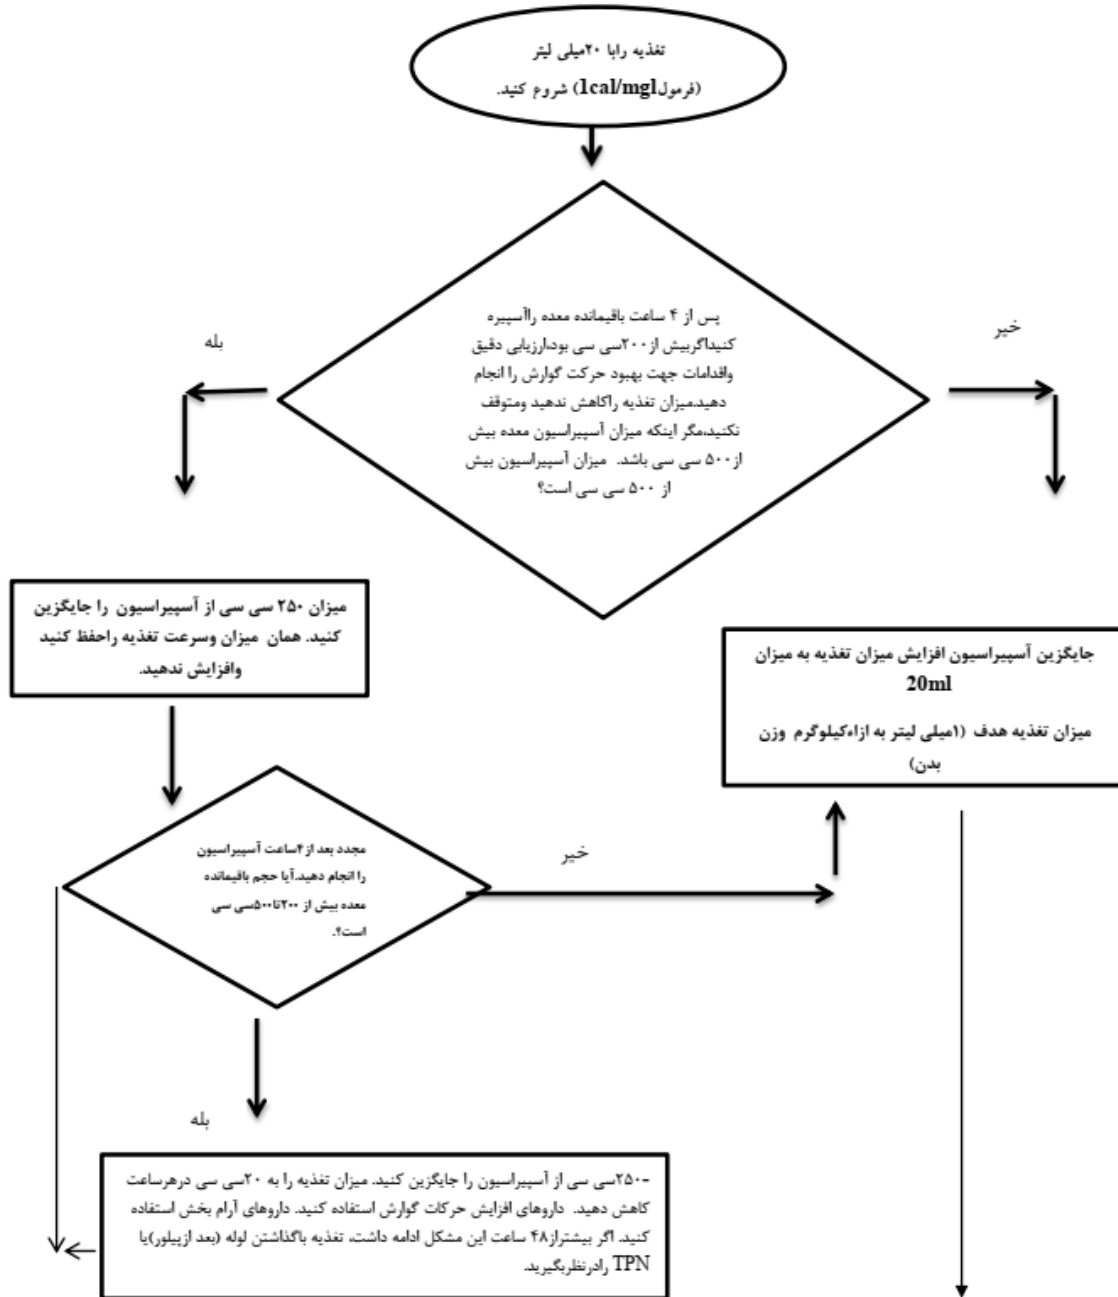 تغذیه رابا ۲۰میلی لیتر
(فرمول1cal/mgl) شروع کنید.
پس از ۴ ساعت باقیمانده معده راآسپیره
کنیداگربیش از۲۰۰سی سی بود،ارزیابی دقیق
واقدامات جهت بهبود حرکت گوارش را انجام
دهید.میزان تغذیه راکاهش ندهید ومتوقف
نکنید،مگر اینکه میزان آسپیراسیون معده بیش
از۵۰۰ سی سی باشد. میزان آسپیراسیون بیش
از ۵۰۰ سی سی است؟
خیر
بله
میزان ۲۵۰ سی سی از آسپیراسیون را جایگزین
کنید. همان میزان وسرعت تغذیه راحفظ کنید
وافزایش ندهید.
جایگزین آسپیراسیون افزایش میزان تغذیه به میزان
20ml
میزان تغذیه هدف (۱میلی لیتر به ازاءکیلوگرم وزن
بدن)
مجدد بعد از۴ساعت آسپیراسیون
را انجام دهید.آیا حجم باقیمانده
معده بیش از ۲۰۰تا۵۰۰سی سی
است؟.
خیر
بله
-۲۵۰سی سی از آسپیراسیون را جایگزین کنید. میزان تغذیه را به ۲۰سی سی درهرساعت
کاهش دهید. داروهای افزایش حرکات گوارش استفاده کنید. داروهای آرام بخش استفاده
کنید. اگر بیشتراز۴۸ ساعت این مشکل ادامه داشت، تغذیه باگذاشتن لوله (بعد ازپیلور)یا
TPN رادرنظربگیرید.